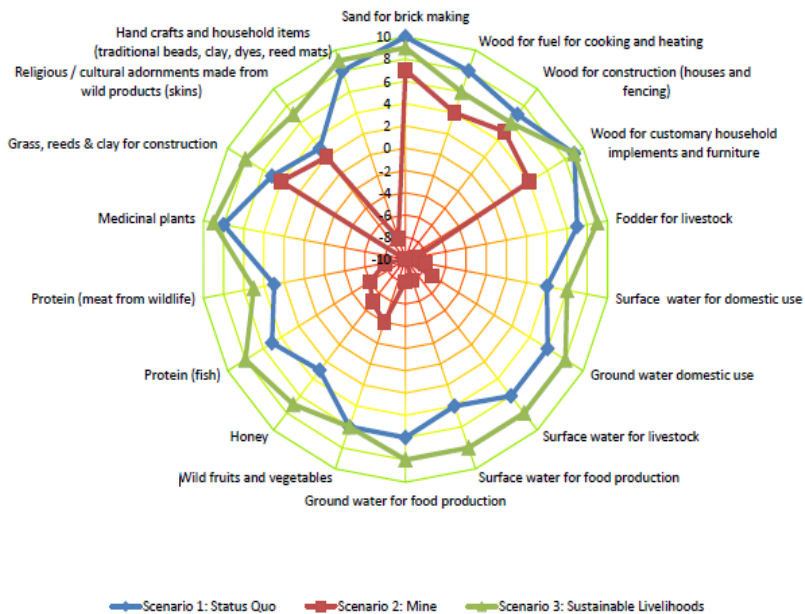 Sand for brick making
Wood for fuel for cooking and heating
Wood for construction (houses and
fencing)
Wood for customary household
implements and furniture
Fodder for livestock
Surface water for domestic use
Ground water domestic use
Surface water for livestock
Surface water for food production
Ground water for food production
Wild fruits and vegetables
Honey
Protein (fish)
Protein (meat from wildlife)
Medicinal plants
Grass, reeds & clay for construction
Religious / cultural adornments made from
wild products (skins)
Hand crafts and household items
(traditional beads, clay, dyes, reed mats)
10
8
6
4
2
0
-2
-4
-6
-8
-10
Scenario 1: Status Quo
Scenario 2: Mine
Scenario 3: Sustainable Livelihoods